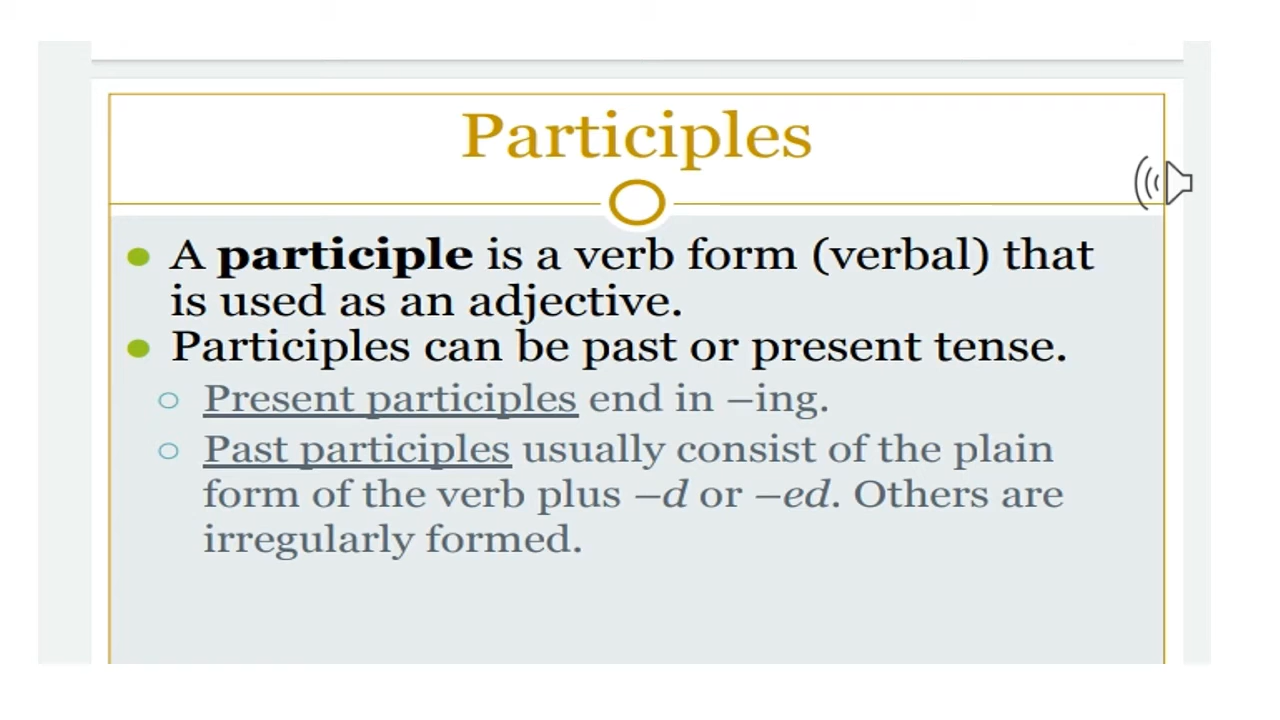 Participles
A participle is a verb form (verbal) that
is used as an adjective.
Participles can be past or present tense.
Present participles end in –ing.
Past participles usually consist of the plain
form of the verb plus –d or –ed. Others are
irregularly formed.